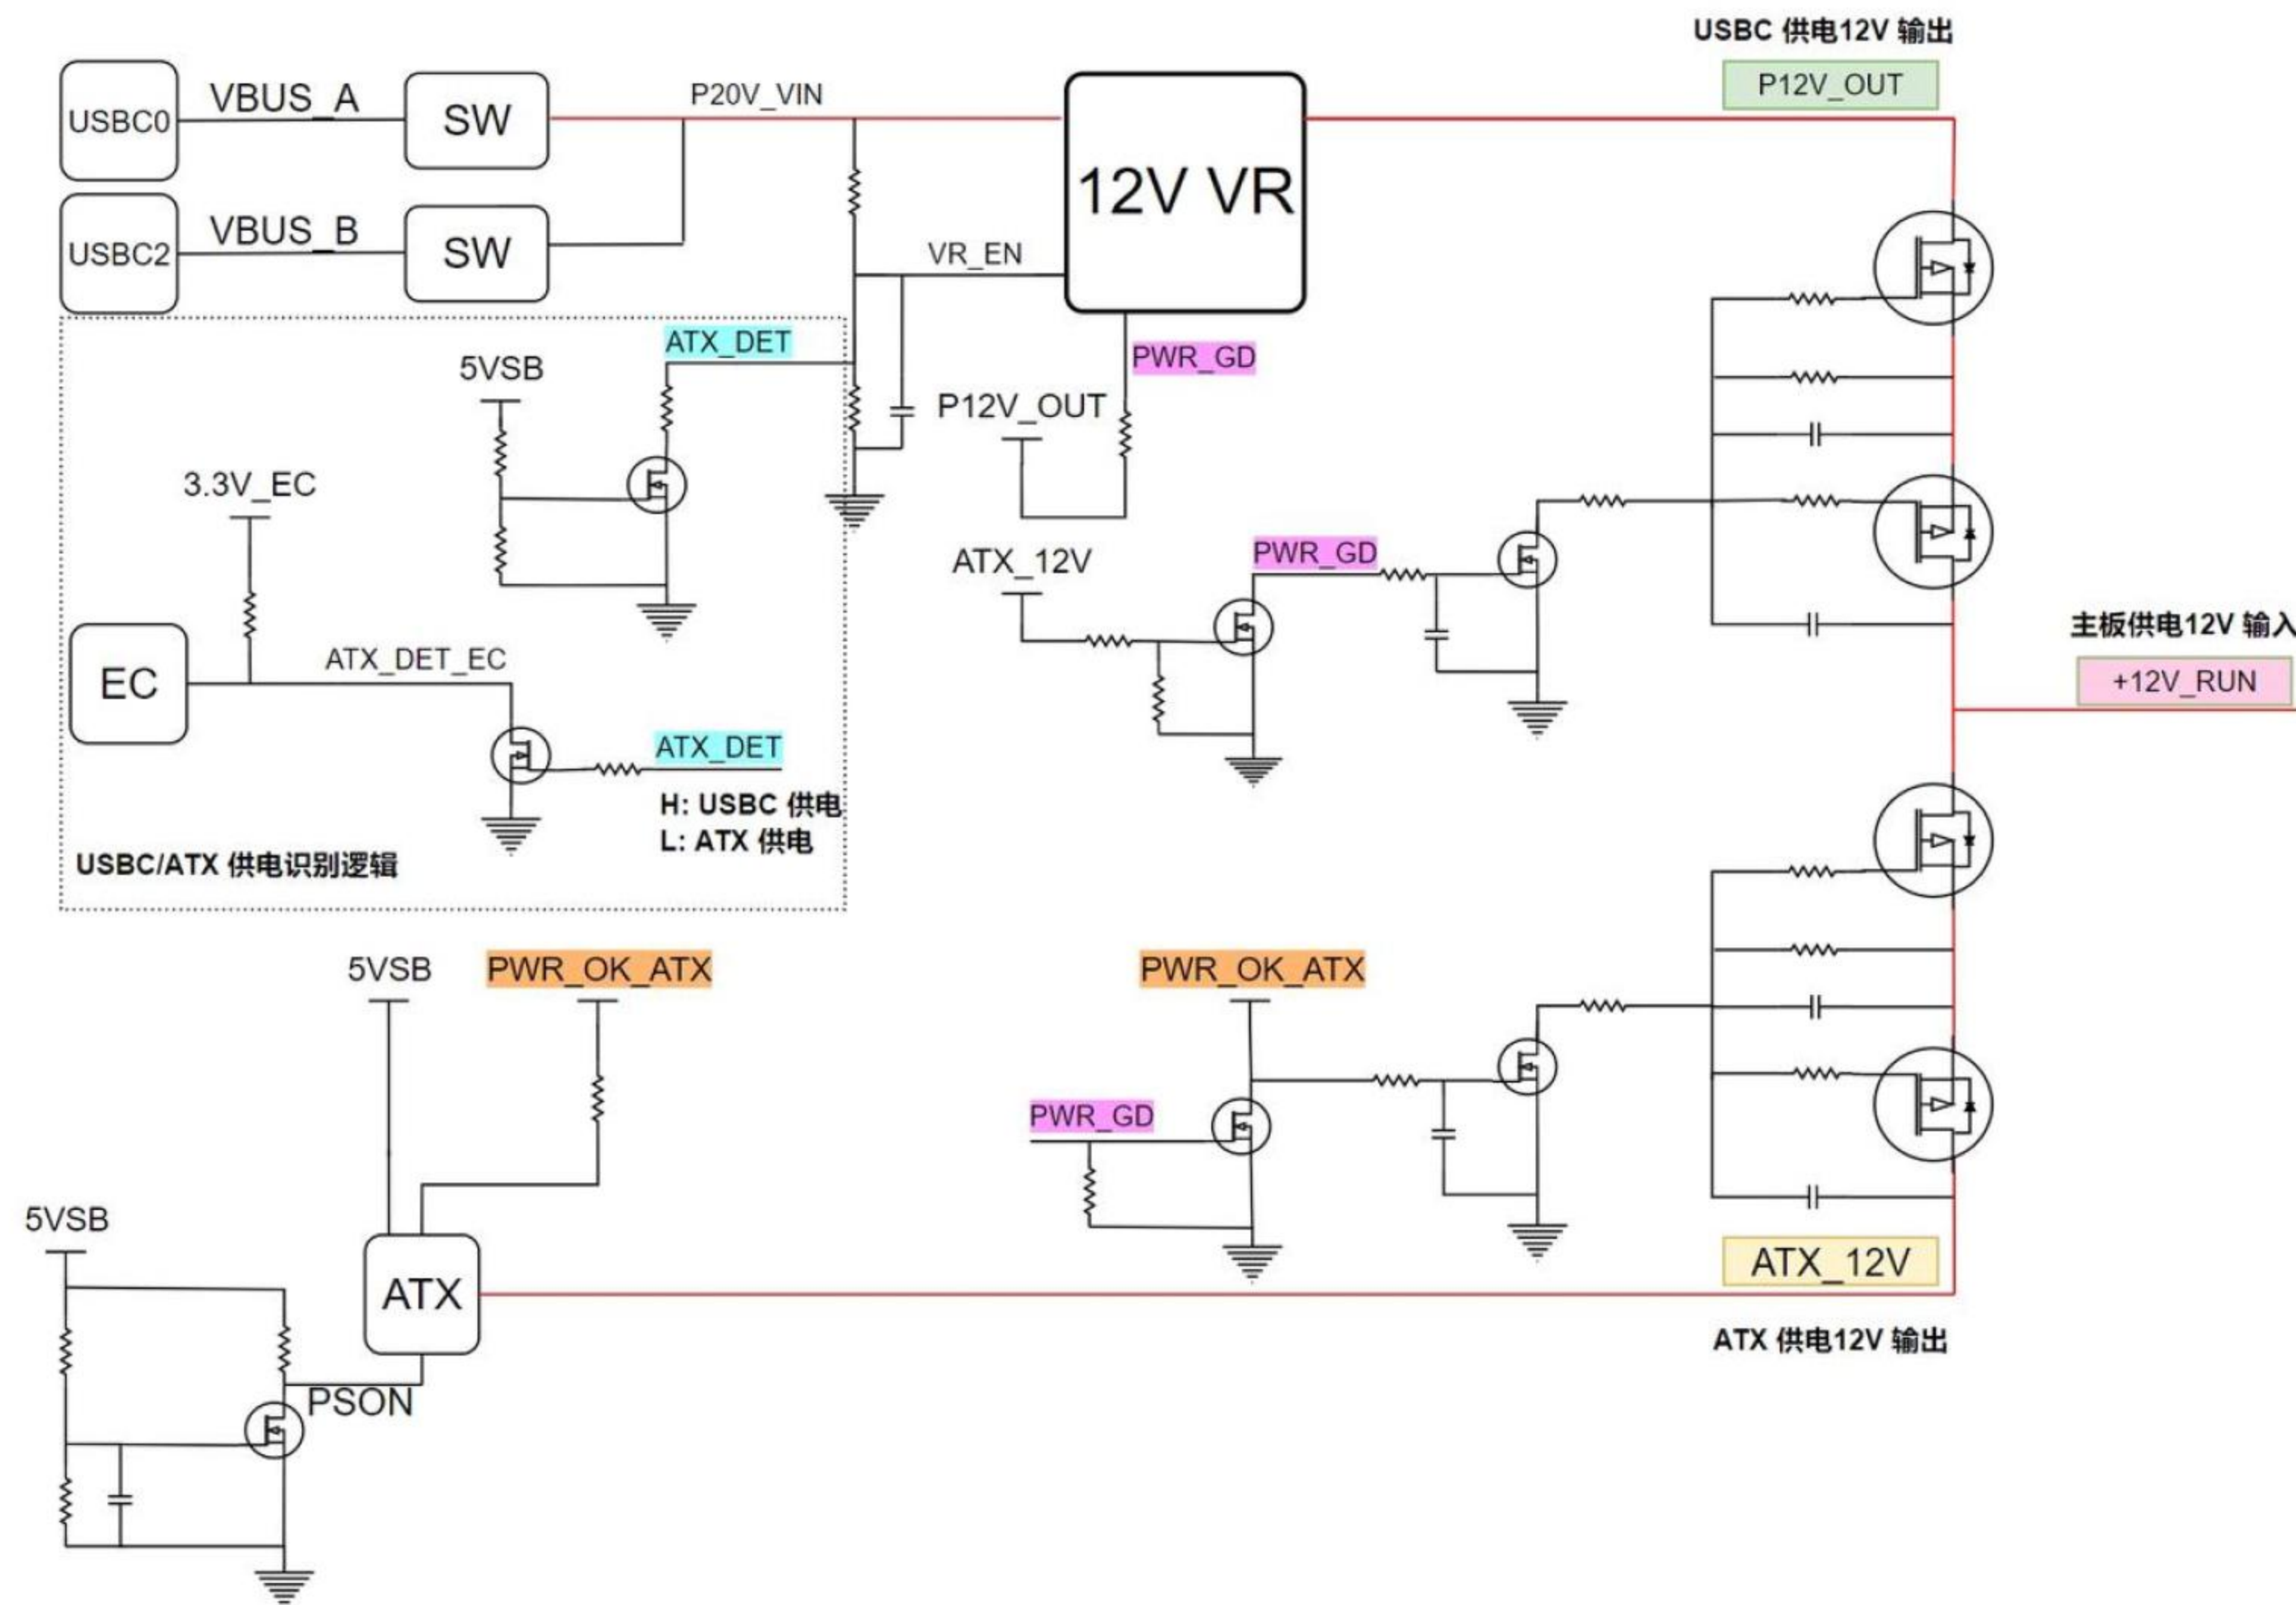 USBC 供电12V 输出
P12V_OUT
USBC0
VBUS_A
SW
P20V_VIN
12V VR
USBC2
VBUS_B
SW
VR_EN
ATX_DET
PWR_GD
5VSB
P12V_OUT
3.3V_EC
PWR_GD
ATX_12V
主板供电12V 输入
+12V_RUN
EC
ATX_DET_EC
ATX_DET
H: USBC 供电
L: ATX 供电
USBC/ATX 供电识别逻辑
5VSB
PWR_OK_ATX
PWR_OK_ATX
PWR_GD
5VSB
ATX
ATX_12V
ATX 供电12V 输出
PSON